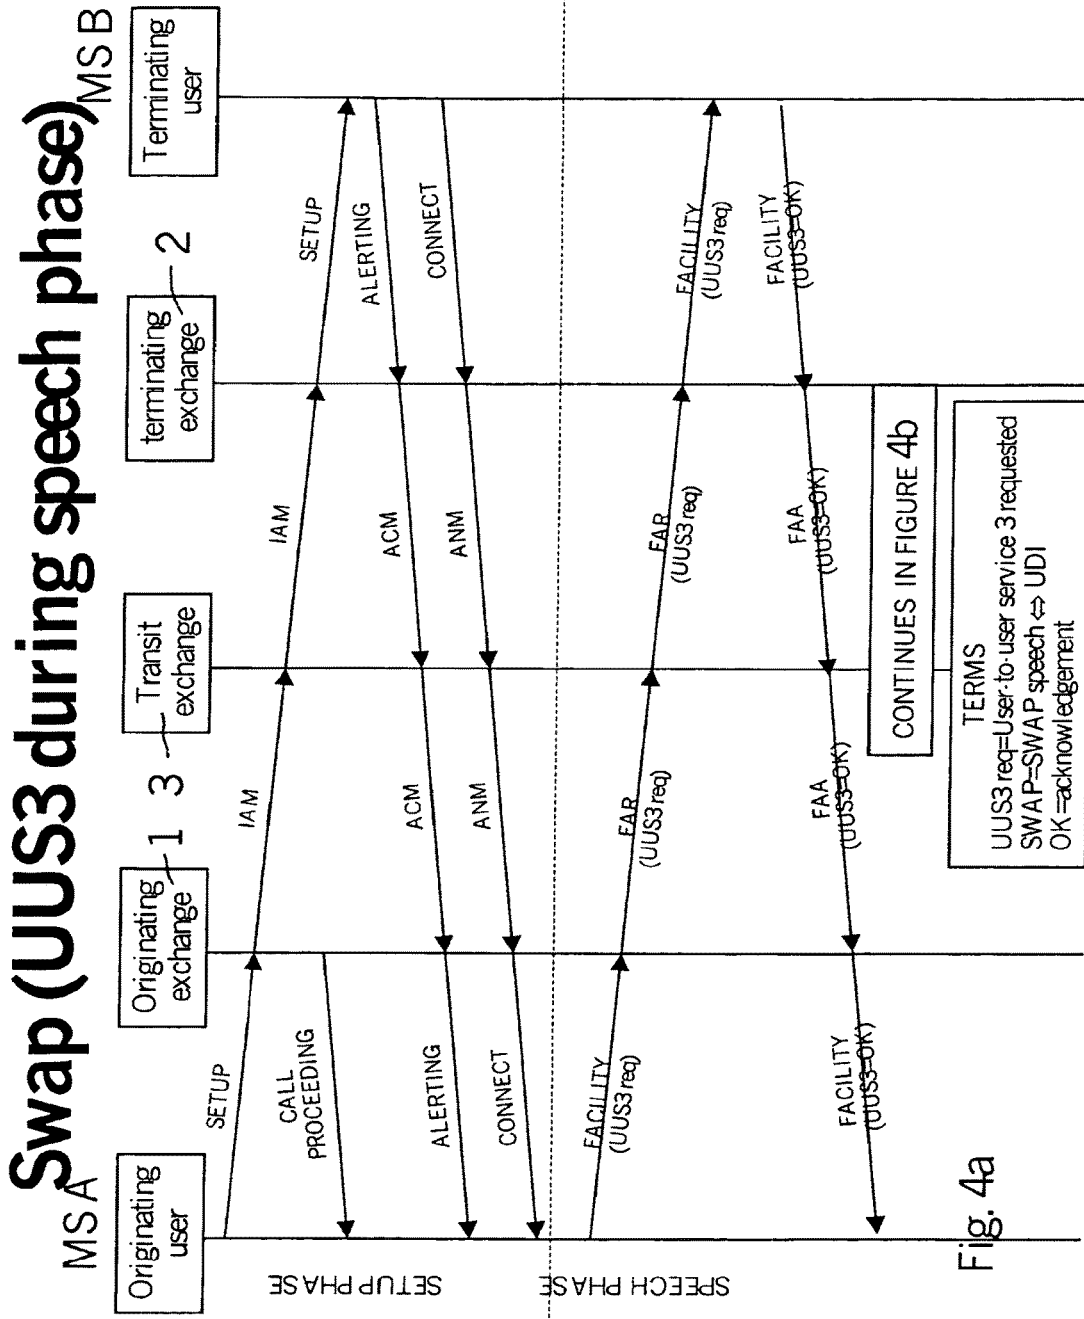 Swap (UUS3 during speech phase)
MS A
MS B
Originating
user
Originating
exchange
1
3
Transit
exchange
terminating
exchange
2
Terminating
user
SETUP PHASE
SETUP
IAM
IAM
SETUP
CALL
PROCEEDING
ALERTING
ACM
ACM
ALERTING
CONNECT
ANM
ANM
CONNECT
SPEECH PHASE
FACILITY
(UUS3 req)
FAR
(UUS3 req)
FAR
(UUS3 req)
FACILITY
(UUS3 req)
FACILITY
(UUS3=OK)
FAA
(UUS3=OK)
FAA
(UUS3=OK)
FACILITY
(UUS3=OK)
CONTINUES IN FIGURE 4b
TERMS
UUS3 req=User-to-user service 3 requested
SWAP=SWAP speech ⇔ UDI
OK=acknowledgement
Fig. 4a